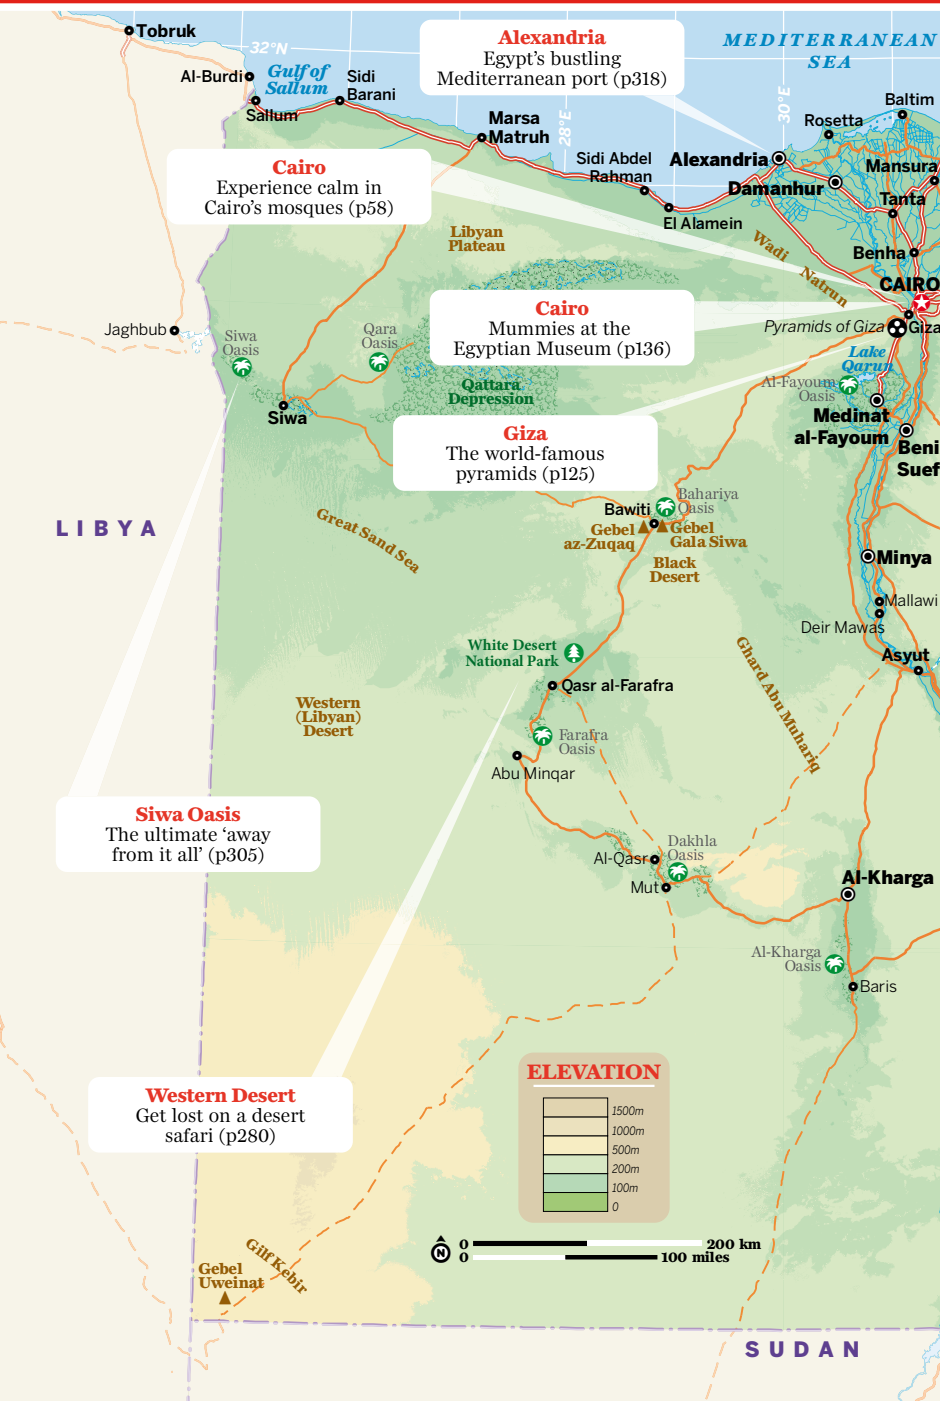 Tobruk
32°N
Al-Burdi
Gulf of
Sallum
Sidi
Barani
Sallum
Alexandria
Egypt's bustling
Mediterranean port (p318)
MEDITERRANEAN
SEA
30°E
28°E
Baltim
Rosetta
Marsa
Matruh
Sidi Abdel
Rahman
Alexandria
Mansura
Damanhur
Tanta
El Alamein
Cairo
Experience calm in
Cairo's mosques (p58)
Libyan
Plateau
Wadi
Natrun
Benha
CAIRO
Cairo
Mummies at the
Egyptian Museum (p136)
Pyramids of Giza
Giza
Jaghbub
Siwa
Oasis
Qara
Oasis
Lake
Qarun
Al-Fayoum
Oasis
Qattara
Depression
Siwa
Medinat
al-Fayoum
Giza
The world-famous
pyramids (p125)
Beni
Suef
Bahariya
Oasis
Bawiti
Gebel
az-Zuqaq
Gebel
Gala Siwa
LIBYA
Great Sand Sea
Black
Desert
Minya
Mallawi
Deir Mawas
White Desert
National Park
Asyut
Ghard Abu Muhariq
Qasr al-Farafra
Western
(Libyan)
Desert
Farafra
Oasis
Abu Minqar
Siwa Oasis
The ultimate ‘away
from it all’ (p305)
Dakhla
Oasis
Al-Qasr
Mut
Al-Kharga
Al-Kharga
Oasis
Baris
Western Desert
Get lost on a desert
safari (p280)
ELEVATION
1500m
1000m
500m
200m
100m
0
N
0
200 km
0
100 miles
Gilf Kebir
Gebel
Uweinat
SUDAN